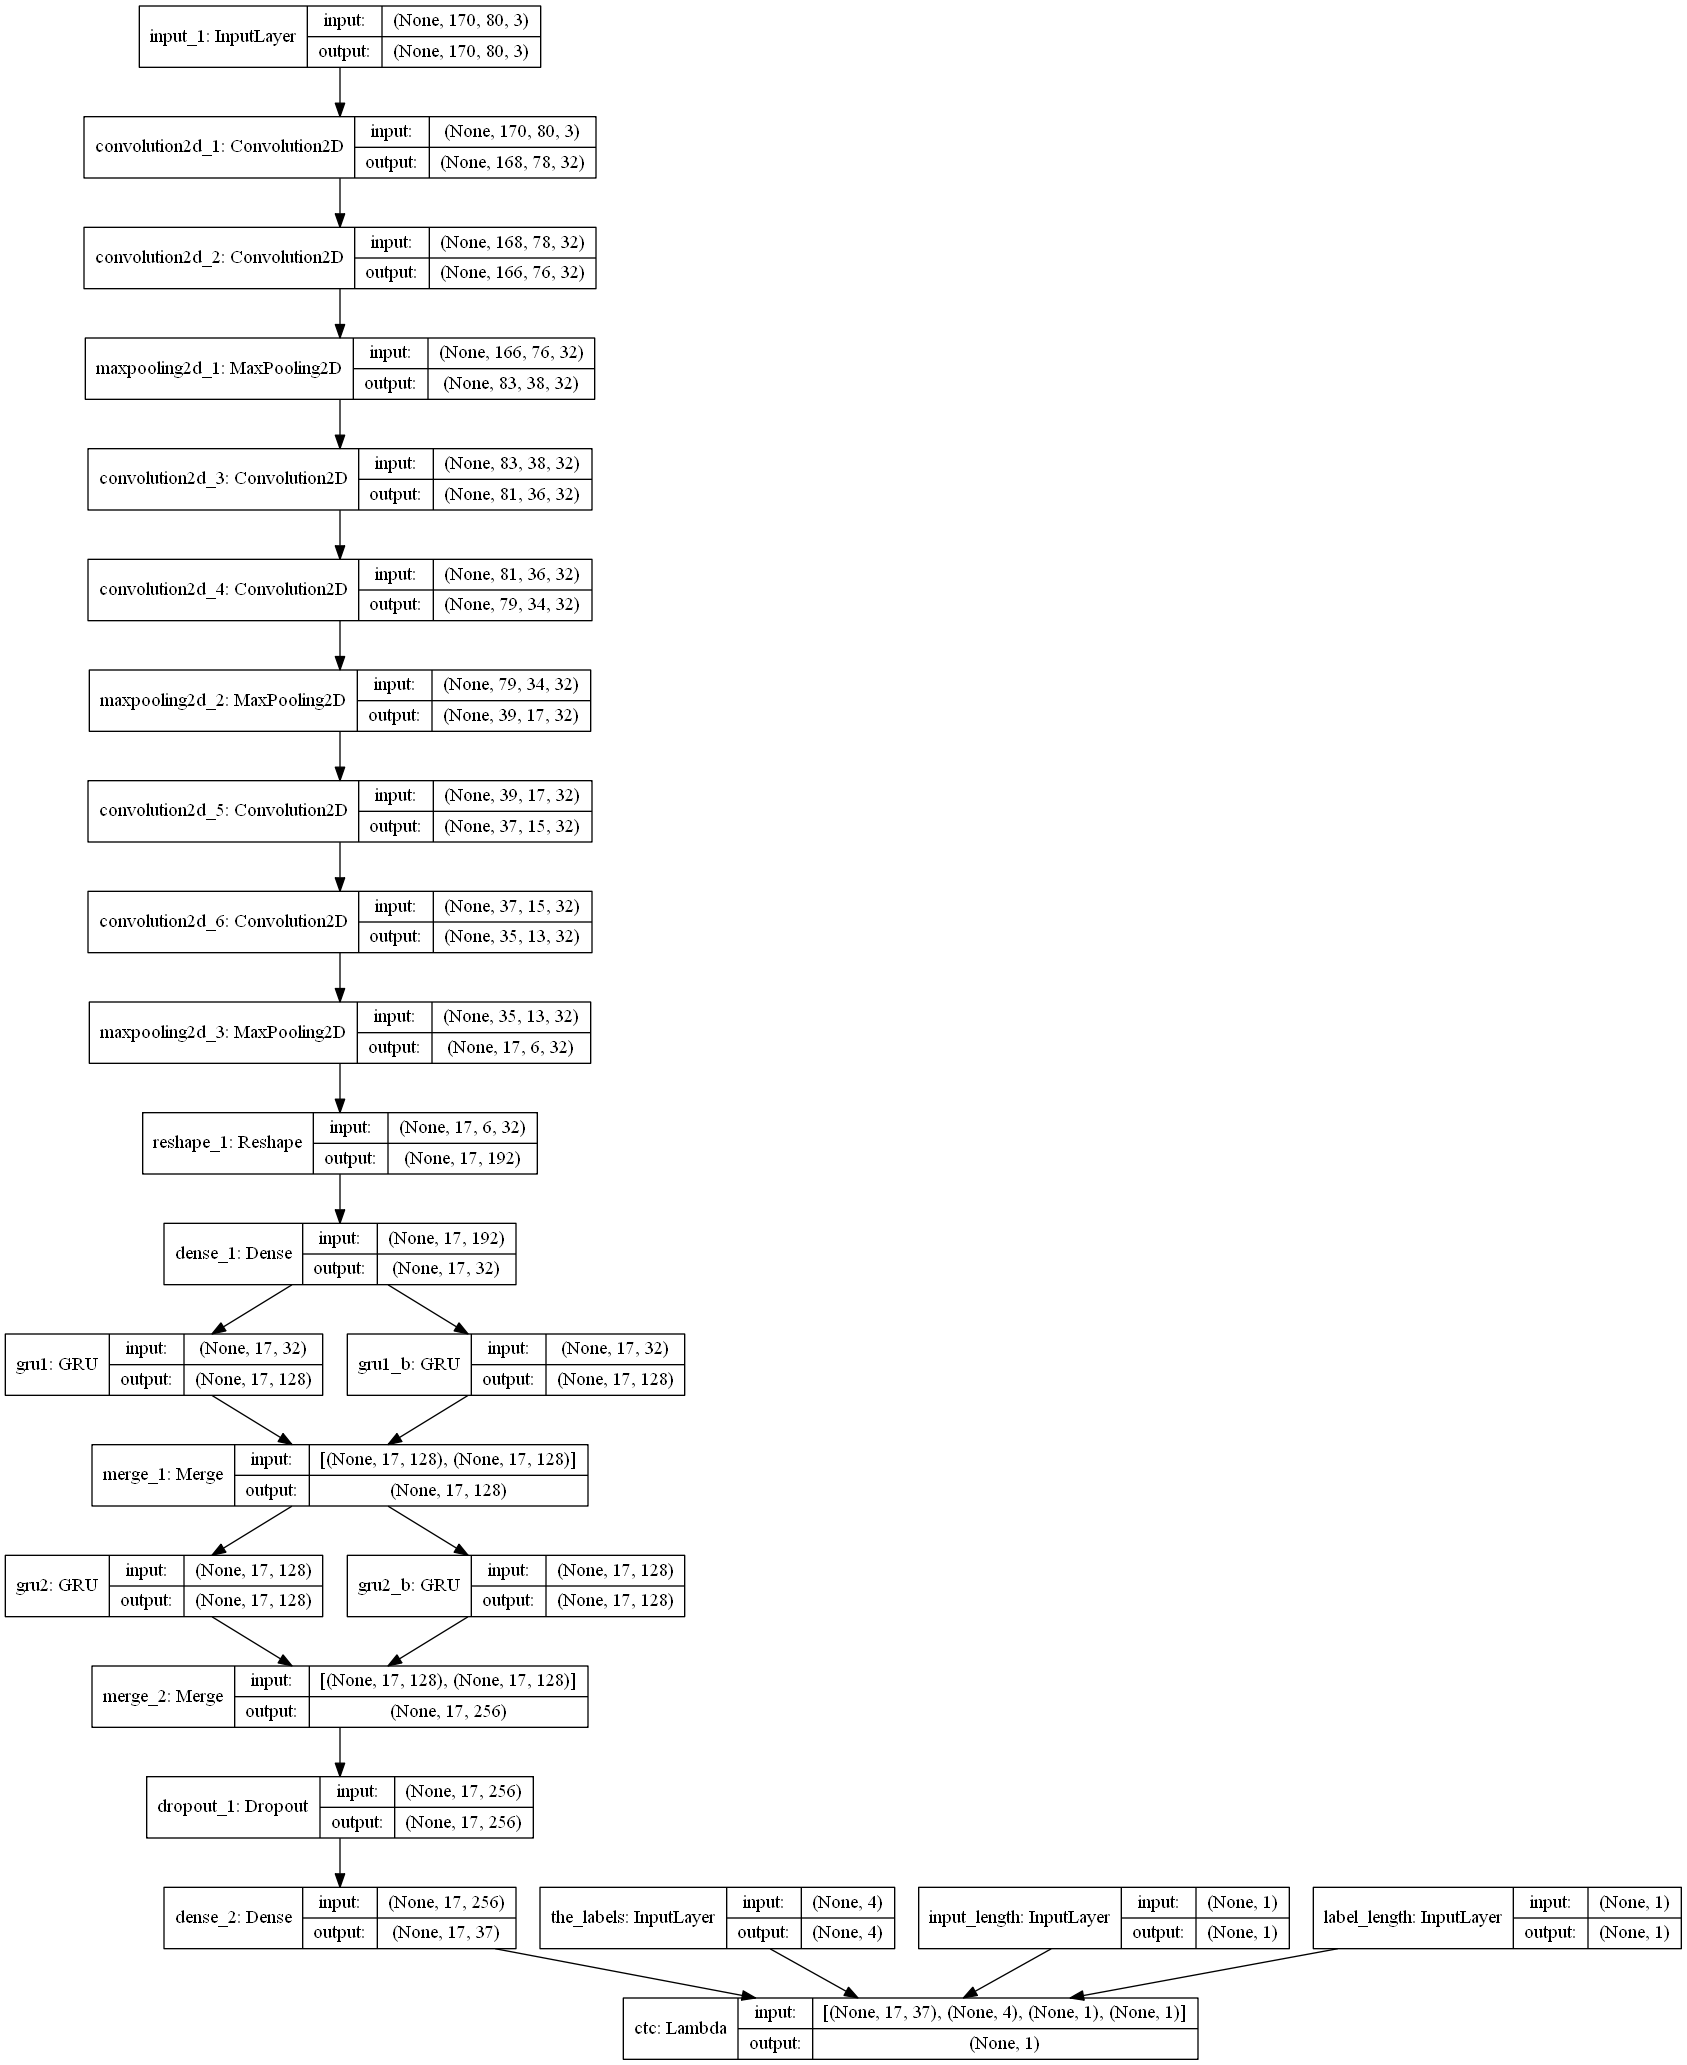 input_1: InputLayer
input: (None, 170, 80, 3)
output: (None, 170, 80, 3)
convolution2d_1: Convolution2D
input: (None, 170, 80, 3)
output: (None, 168, 78, 32)
convolution2d_2: Convolution2D
input: (None, 168, 78, 32)
output: (None, 166, 76, 32)
maxpooling2d_1: MaxPooling2D
input: (None, 166, 76, 32)
output: (None, 83, 38, 32)
convolution2d_3: Convolution2D
input: (None, 83, 38, 32)
output: (None, 81, 36, 32)
convolution2d_4: Convolution2D
input: (None, 81, 36, 32)
output: (None, 79, 34, 32)
maxpooling2d_2: MaxPooling2D
input: (None, 79, 34, 32)
output: (None, 39, 17, 32)
convolution2d_5: Convolution2D
input: (None, 39, 17, 32)
output: (None, 37, 15, 32)
convolution2d_6: Convolution2D
input: (None, 37, 15, 32)
output: (None, 35, 13, 32)
maxpooling2d_3: MaxPooling2D
input: (None, 35, 13, 32)
output: (None, 17, 6, 32)
reshape_1: Reshape
input: (None, 17, 6, 32)
output: (None, 17, 192)
dense_1: Dense
input: (None, 17, 192)
output: (None, 17, 32)
gru1: GRU
input: (None, 17, 32)
output: (None, 17, 128)
gru1_b: GRU
input: (None, 17, 32)
output: (None, 17, 128)
merge_1: Merge
input: [(None, 17, 128), (None, 17, 128)]
output: (None, 17, 128)
gru2: GRU
input: (None, 17, 128)
output: (None, 17, 128)
gru2_b: GRU
input: (None, 17, 128)
output: (None, 17, 128)
merge_2: Merge
input: [(None, 17, 128), (None, 17, 128)]
output: (None, 17, 256)
dropout_1: Dropout
input: (None, 17, 256)
output: (None, 17, 256)
dense_2: Dense
input: (None, 17, 256)
output: (None, 17, 37)
the_labels: InputLayer
input: (None, 4)
output: (None, 4)
input_length: InputLayer
input: (None, 1)
output: (None, 1)
label_length: InputLayer
input: (None, 1)
output: (None, 1)
ctc: Lambda
input: [(None, 17, 37), (None, 4), (None, 1), (None, 1)]
output: (None, 1)